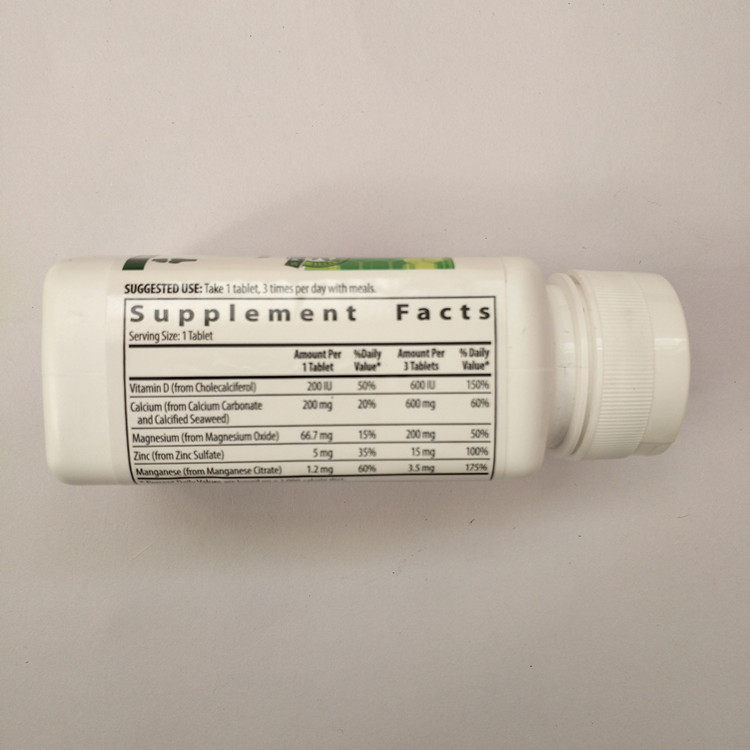 SUGGESTED USE: Take 1 tablet, 3 times per day with meals.
Supplement Facts
Serving Size: 1 Tablet
Amount Per %Daily Amount Per % Daily
1 Tablet Value* 3 Tablets Value*
Vitamin D (from Cholecalciferol) 200 IU 50% 600 IU 150%
Calcium (from Calcium Carbonate 200 mg 20% 600 mg 60%
and Calcified Seaweed)
Magnesium (from Magnesium Oxide) 66.7 mg 15% 200 mg 50%
Zinc (from Zinc Sulfate) 5 mg 35% 15 mg 100%
Manganese (from Manganese Citrate) 1.2 mg 60% 3.5 mg 175%